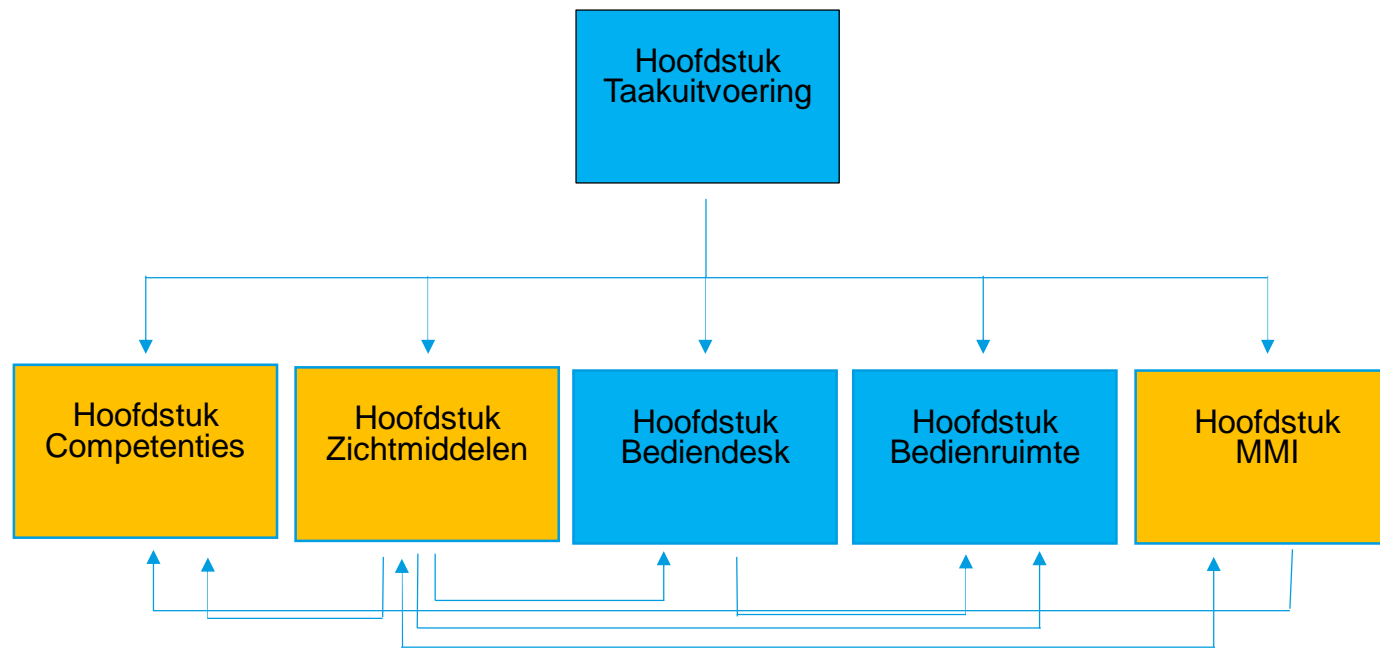 Hoofdstuk
Taakuitvoering
Hoofdstuk
Competenties
Hoofdstuk
Zichtmiddelen
Hoofdstuk
Bediendesk
Hoofdstuk
Bedienruimte
Hoofdstuk
MMI